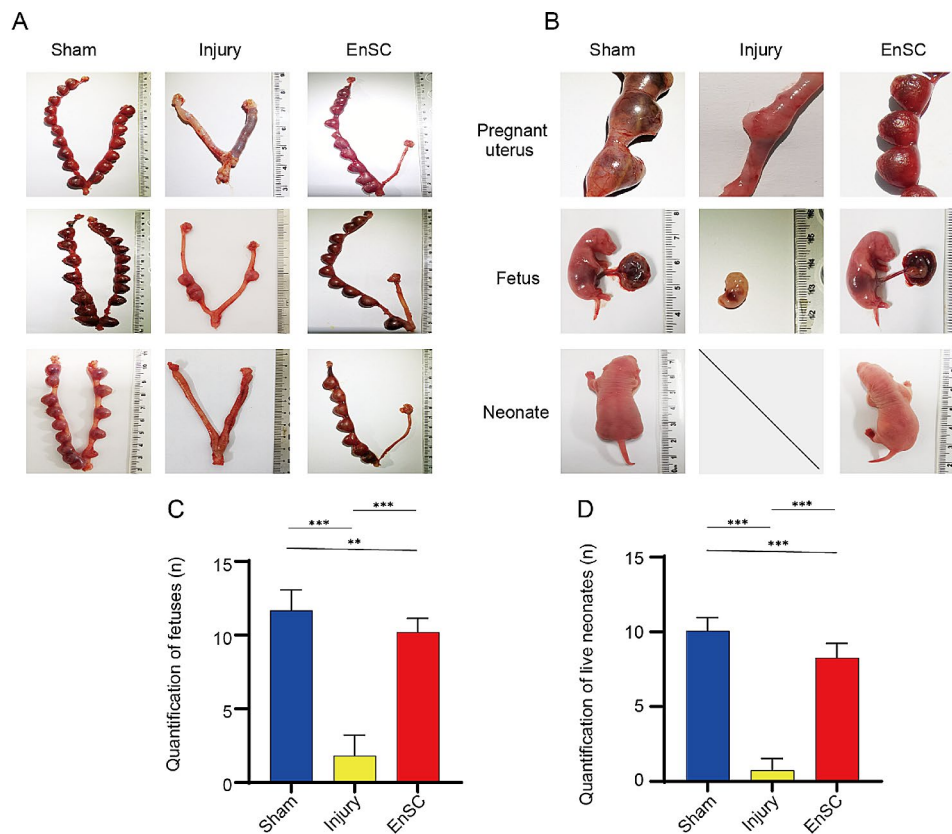 A
Sham Injury EnSC
B
Sham Injury EnSC
Pregnant
uterus
Fetus
Neonate
C
***
***
**
Quantification of fetuses (n)
15
10
5
0
Sham Injury EnSC
D
***
***
***
Quantification of live neonates (n)
15
10
5
0
Sham Injury EnSC